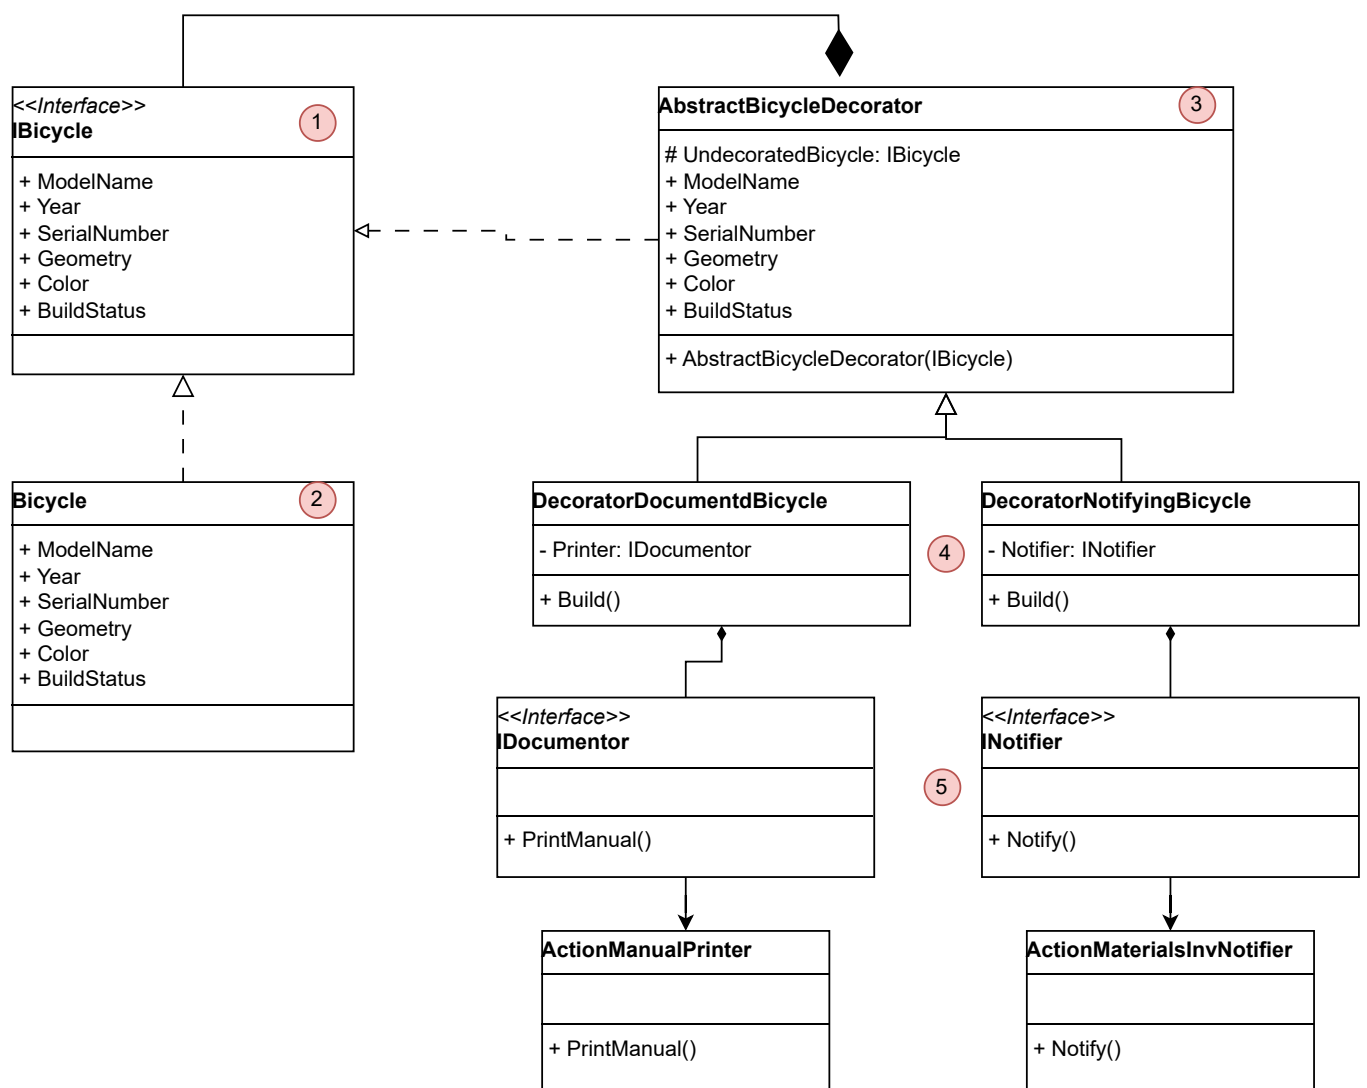 <<Interface>>
IBicycle
1
+ ModelName
+ Year
+ SerialNumber
+ Geometry
+ Color
+ BuildStatus
AbstractBicycleDecorator
3
# UndecoratedBicycle: IBicycle
+ ModelName
+ Year
+ SerialNumber
+ Geometry
+ Color
+ BuildStatus
+ AbstractBicycleDecorator(IBicycle)
Bicycle
2
+ ModelName
+ Year
+ SerialNumber
+ Geometry
+ Color
+ BuildStatus
DecoratorDocumentdBicycle
- Printer: IDocumentor
+ Build()
4
DecoratorNotifyingBicycle
- Notifier: INotifier
+ Build()
<<Interface>>
IDocumentor
+ PrintManual()
5
<<Interface>>
INotifier
+ Notify()
ActionManualPrinter
+ PrintManual()
ActionMaterialsInvNotifier
+ Notify()